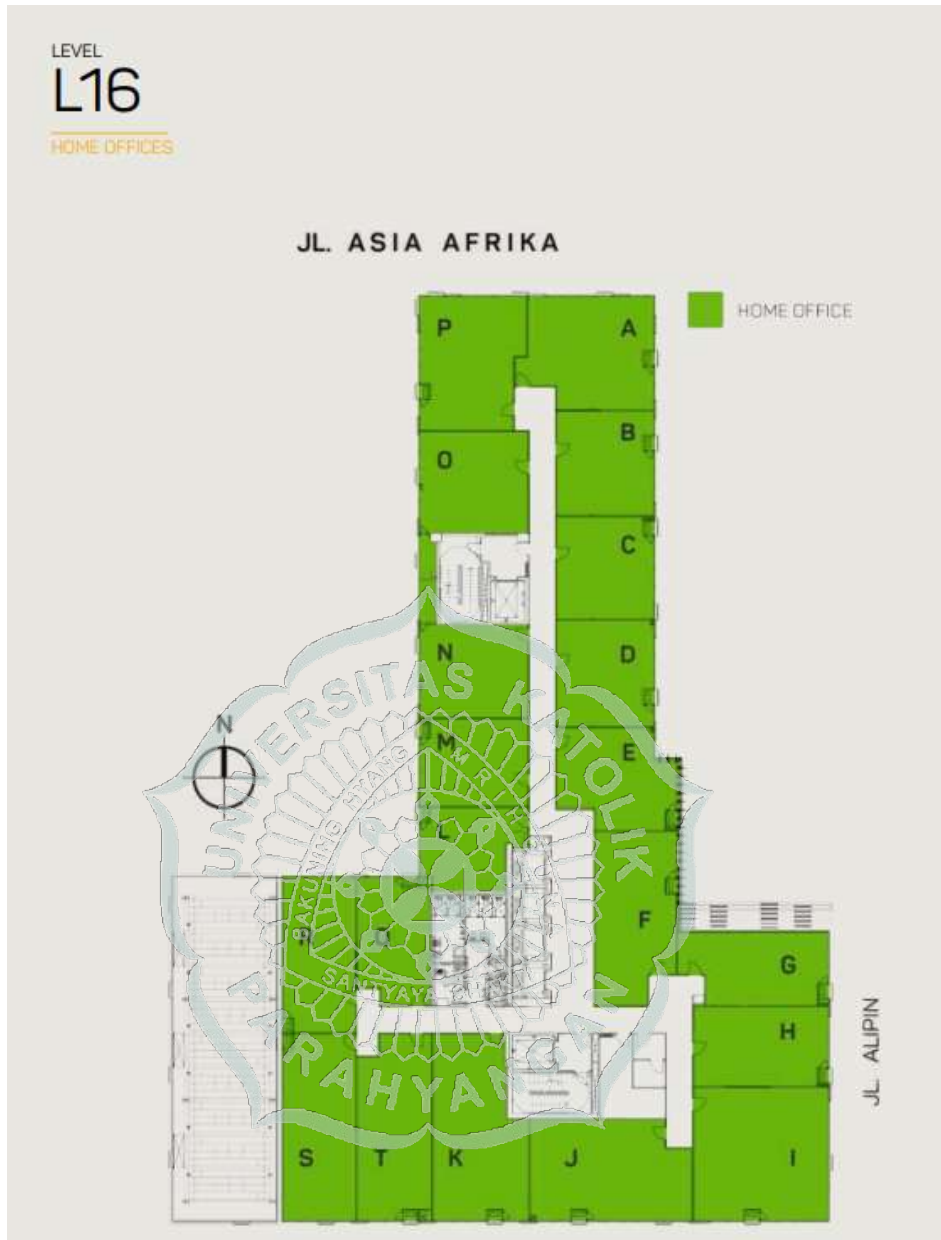 LEVEL
L16
HOME OFFICES
JL. ASIA AFRIKA
HOME OFFICE
P
A
B
O
C
N
D
N
M
E
L
F
R
Q
G
H
JL. ALIPIN
S
T
K
J
I
UNIVERSITAS KATOLIK
PARAHYANGAN